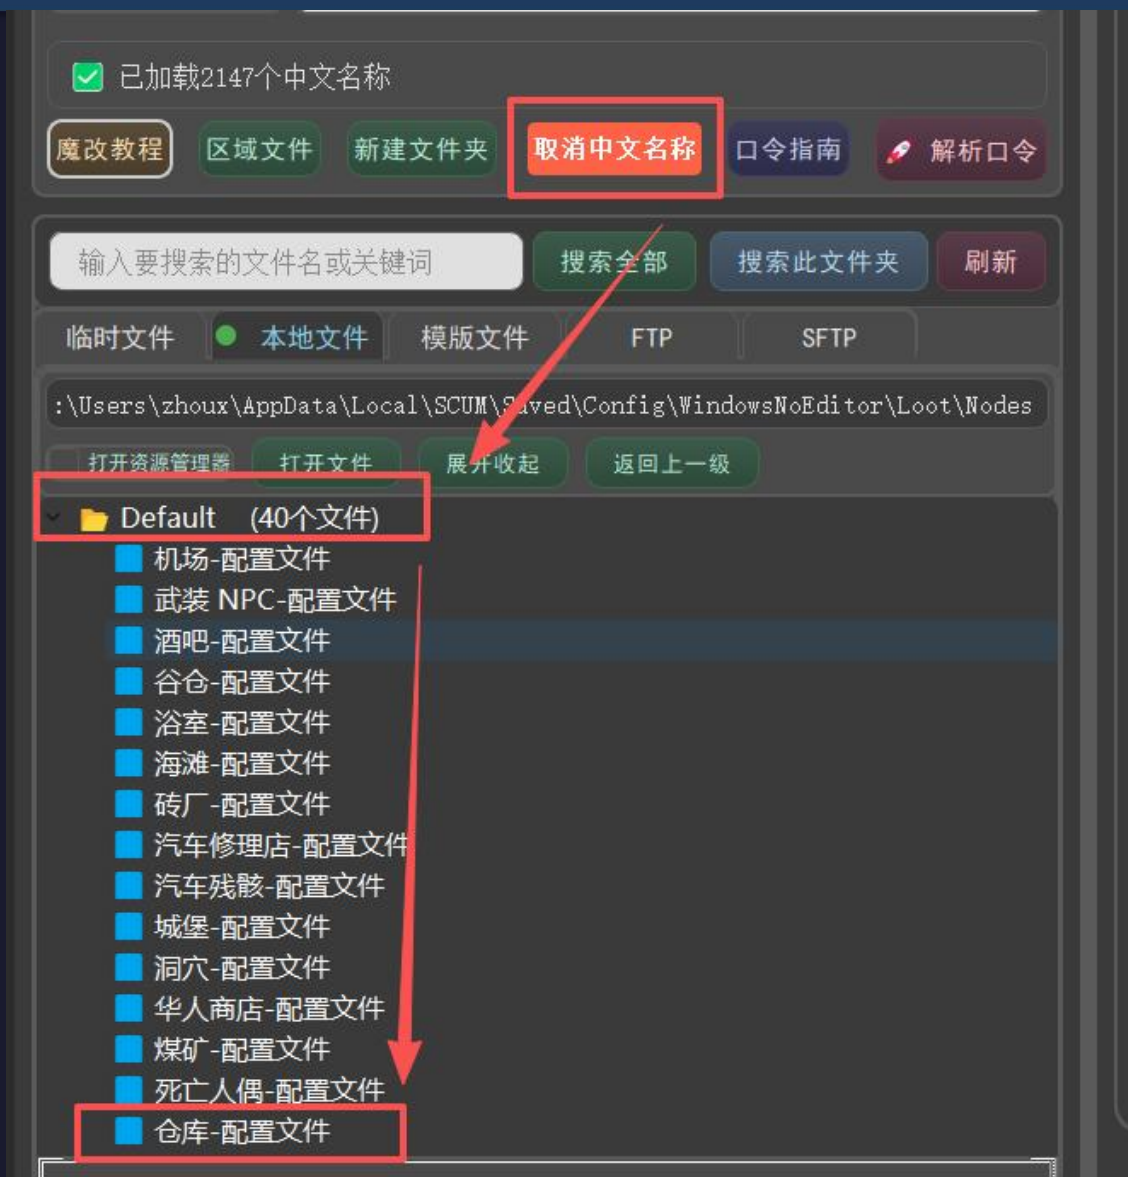 已加载2147个中文名称
魔改教程 区域文件 新建文件夹 取消中文名称 口令指南 解析口令
输入要搜索的文件名或关键词 搜索全部 搜索此文件夹 刷新
临时文件 本地文件 模版文件 FTP SFTP
:\Users\zhoux\AppData\Local\SCUM\Saved\Config\WindowsNoEditor\Loot\Nodes
打开资源管理器 打开文件 展开收起 返回上一级
Default (40个文件)
机场-配置文件
武装 NPC-配置文件
酒吧-配置文件
谷仓-配置文件
浴室-配置文件
海滩-配置文件
砖厂-配置文件
汽车修理店-配置文件
汽车残骸-配置文件
城堡-配置文件
洞穴-配置文件
华人商店-配置文件
煤矿-配置文件
死亡人偶-配置文件
仓库-配置文件